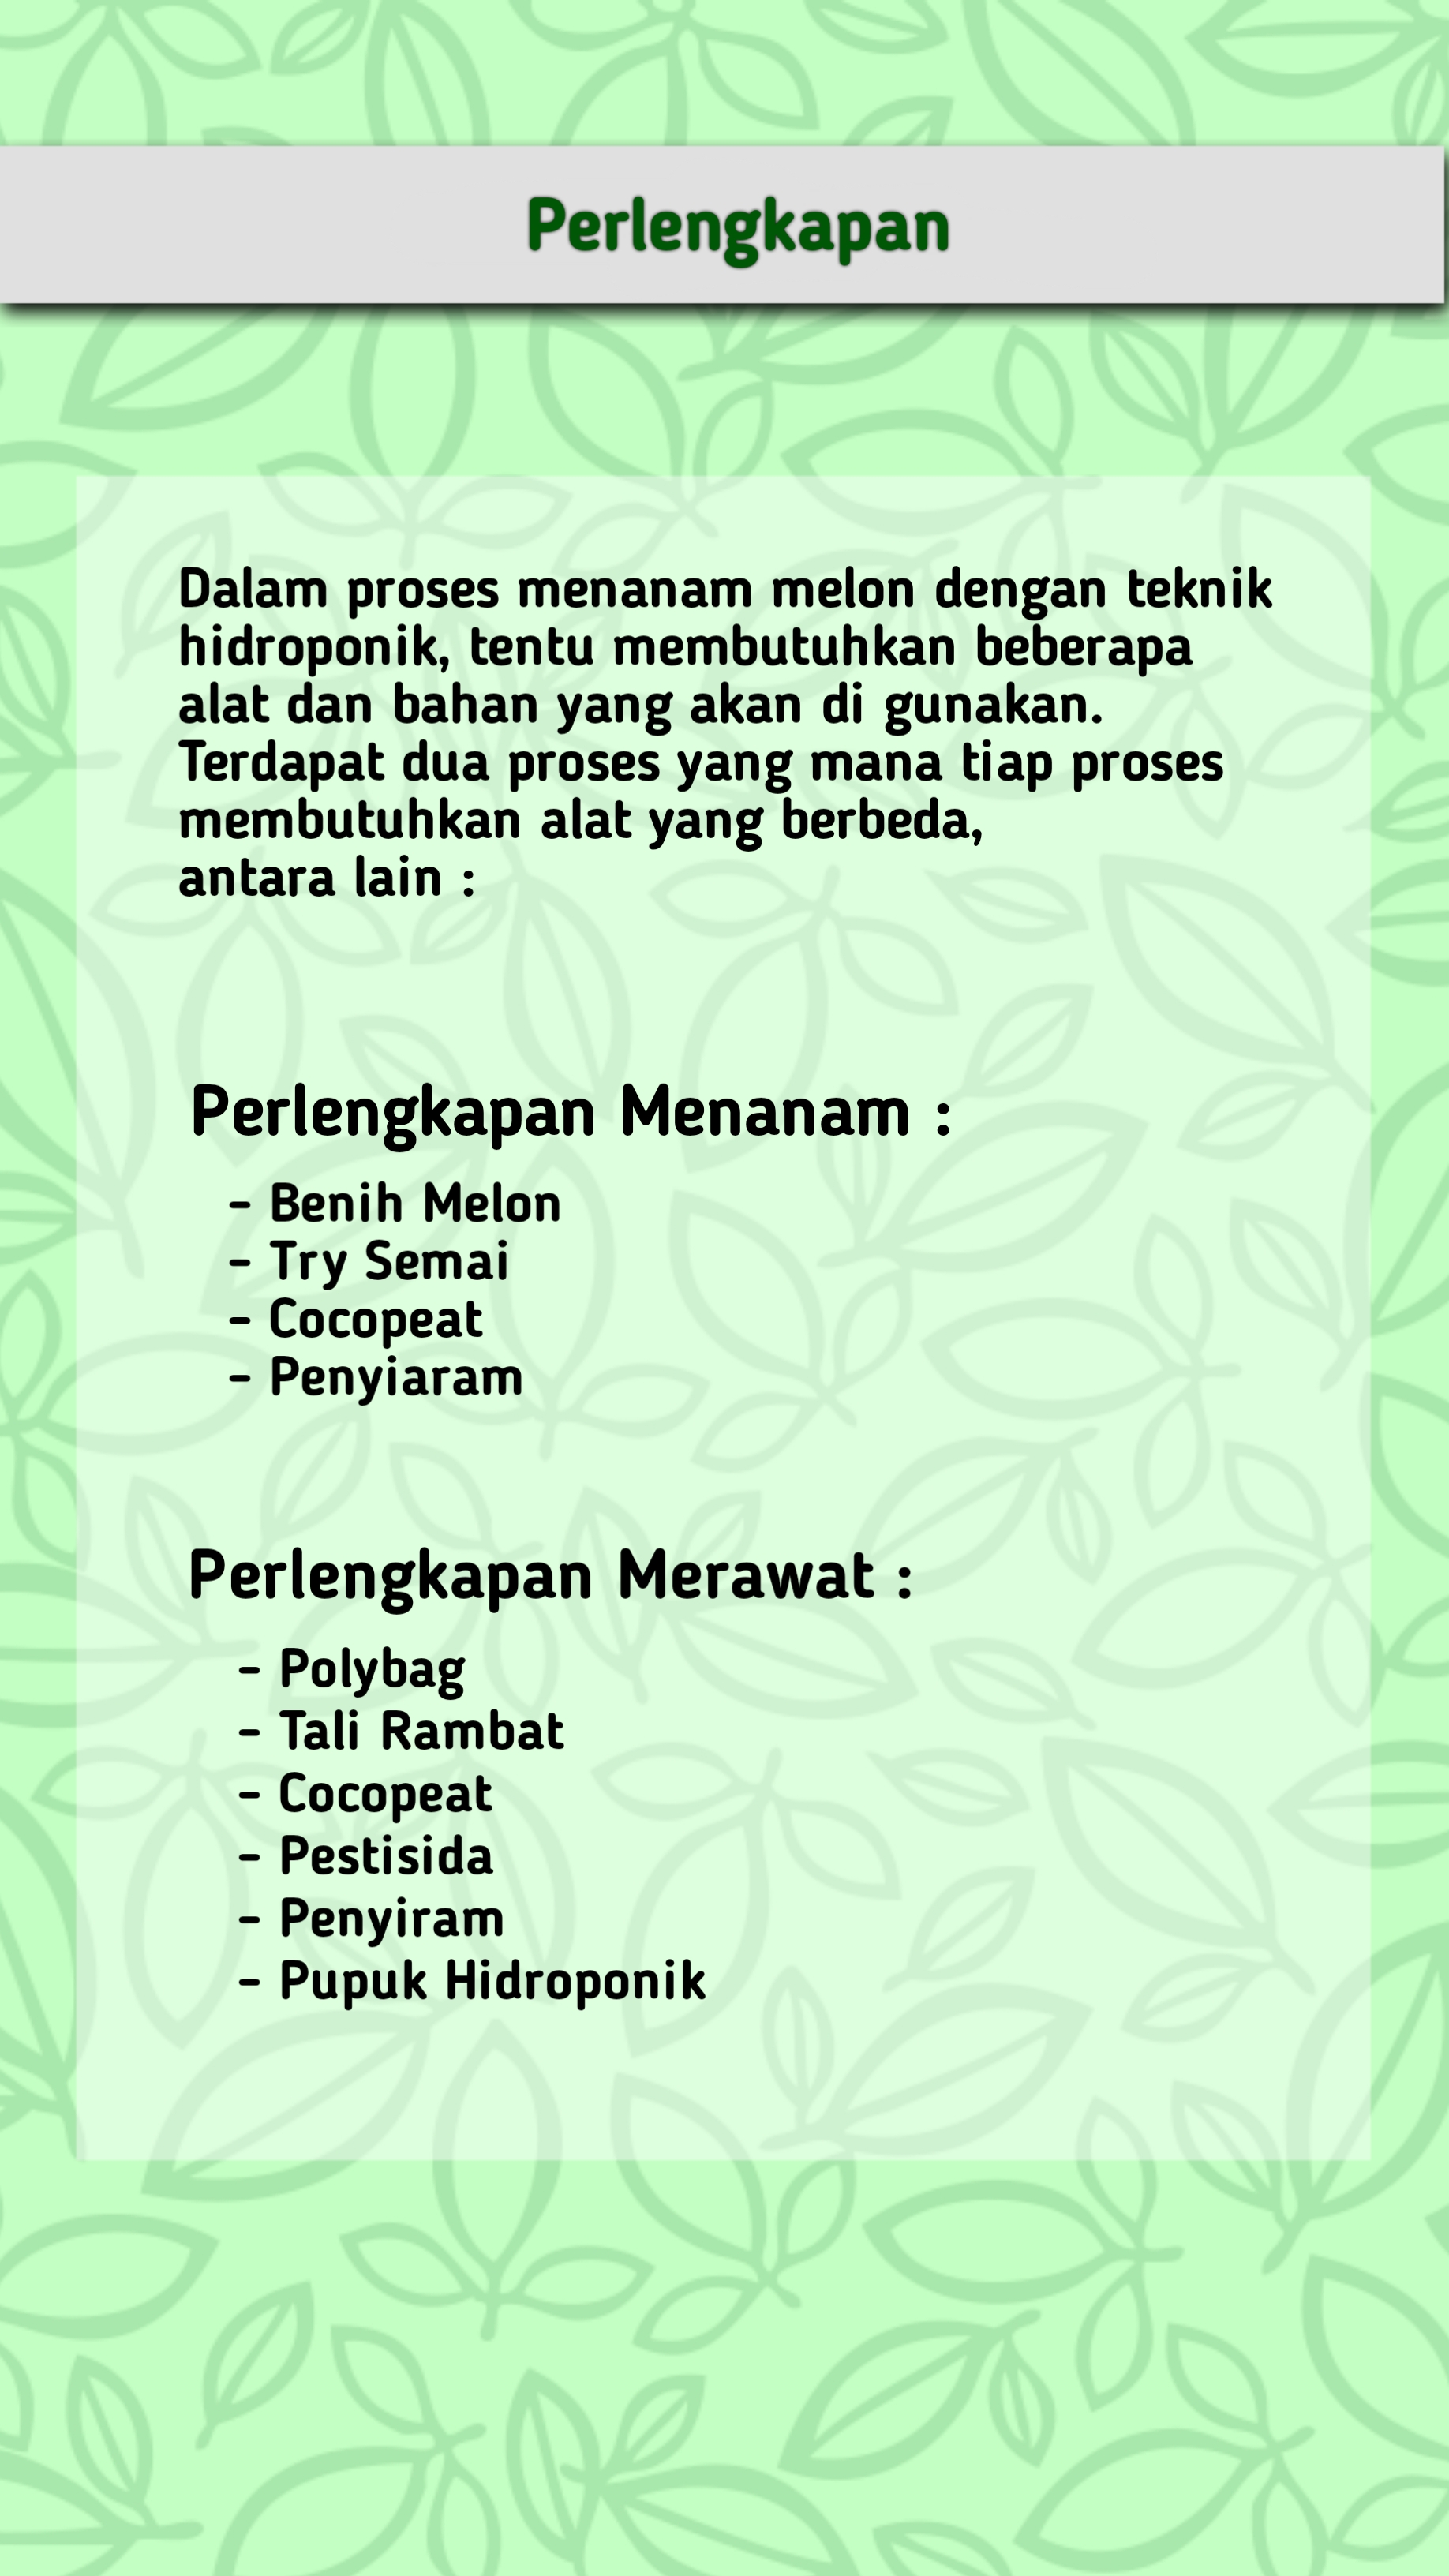 Perlengkapan
Dalam proses menanam melon dengan teknik
hidroponik, tentu membutuhkan beberapa
alat dan bahan yang akan di gunakan.
Terdapat dua proses yang mana tiap proses
membutuhkan alat yang berbeda,
antara lain :
Perlengkapan Menanam :
- Benih Melon
- Try Semai
- Cocopeat
- Penyiaram
Perlengkapan Merawat :
- Polybag
- Tali Rambat
- Cocopeat
- Pestisida
- Penyiram
- Pupuk Hidroponik